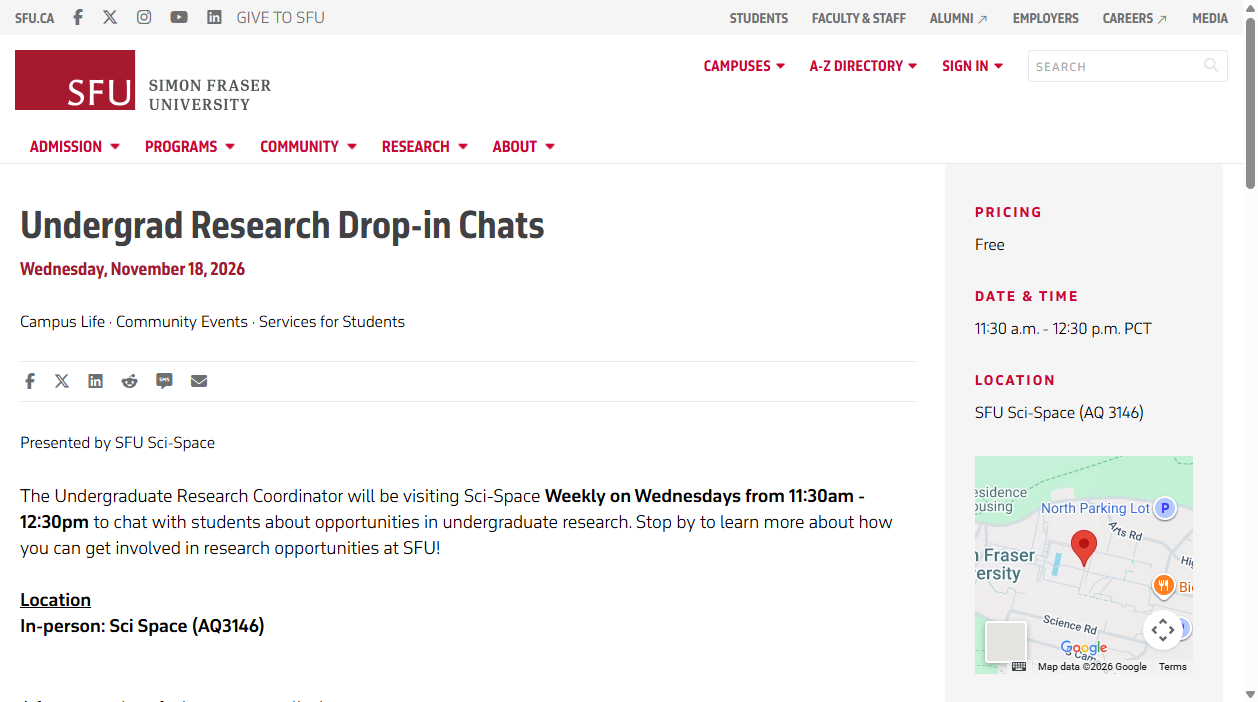 SFU.CA GIVE TO SFU STUDENTS FACULTY & STAFF ALUMNI EMPLOYERS CAREERS MEDIA
SFU SIMON FRASER UNIVERSITY
CAMPUSES A-Z DIRECTORY SIGN IN SEARCH
ADMISSION PROGRAMS COMMUNITY RESEARCH ABOUT
Undergrad Research Drop-in Chats
Wednesday, November 18, 2026
Campus Life · Community Events · Services for Students
SMS
Presented by SFU Sci-Space
The Undergraduate Research Coordinator will be visiting Sci-Space Weekly on Wednesdays from 11:30am -
12:30pm to chat with students about opportunities in undergraduate research. Stop by to learn more about how
you can get involved in research opportunities at SFU!
Location
In-person: Sci Space (AQ3146)
PRICING
Free
DATE & TIME
11:30 a.m. - 12:30 p.m. PCT
LOCATION
SFU Sci-Space (AQ 3146)
esidence
ousing
North Parking Lot P
Arts Rd
n Fraser
ersity
Science Rd
Google
Map data ©2026 Google Terms